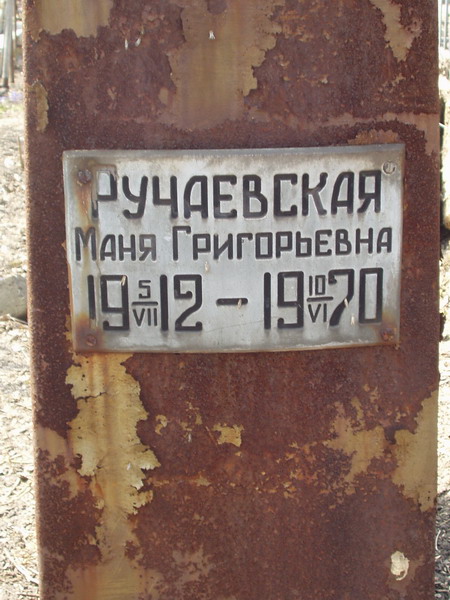 РУЧАЕВСКАЯ
МАНЯ ГРИГОРЬЕВНА
19 5/VII 12 – 19 10/VI 70